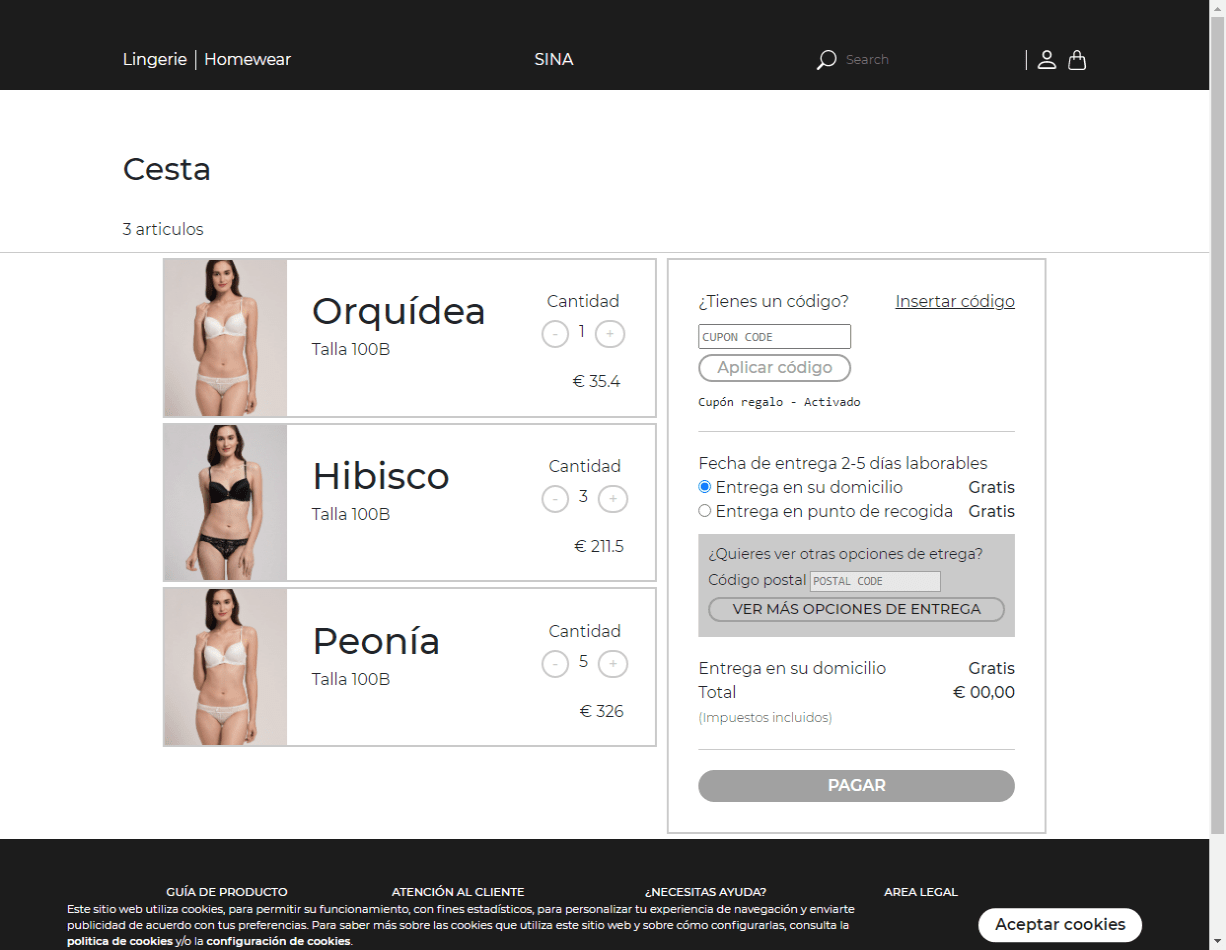 Lingerie | Homewear
SINA
Search
Cesta
3 articulos
Orquídea
Talla 100B
Cantidad
- 1 +
€ 35.4
Hibisco
Talla 100B
Cantidad
- 3 +
€ 211.5
Peonía
Talla 100B
Cantidad
- 5 +
€ 326
¿Tienes un código? Insertar código
CUPON CODE
Aplicar código
Cupón regalo - Activado
Fecha de entrega 2-5 días laborables
Entrega en su domicilio Gratis
Entrega en punto de recogida Gratis
¿Quieres ver otras opciones de etrega?
Código postal POSTAL CODE
VER MÁS OPCIONES DE ENTREGA
Entrega en su domicilio Gratis
Total € 00,00
(Impuestos incluidos)
PAGAR
GUÍA DE PRODUCTO
ATENCIÓN AL CLIENTE
¿NECESITAS AYUDA?
AREA LEGAL
Este sitio web utiliza cookies, para permitir su funcionamiento, con fines estadísticos, para personalizar tu experiencia de navegación y enviarte
publicidad de acuerdo con tus preferencias. Para saber más sobre las cookies que utiliza este sitio web y sobre cómo configurarlas, consulta la
politica de cookies y/o la configuración de cookies.
Aceptar cookies